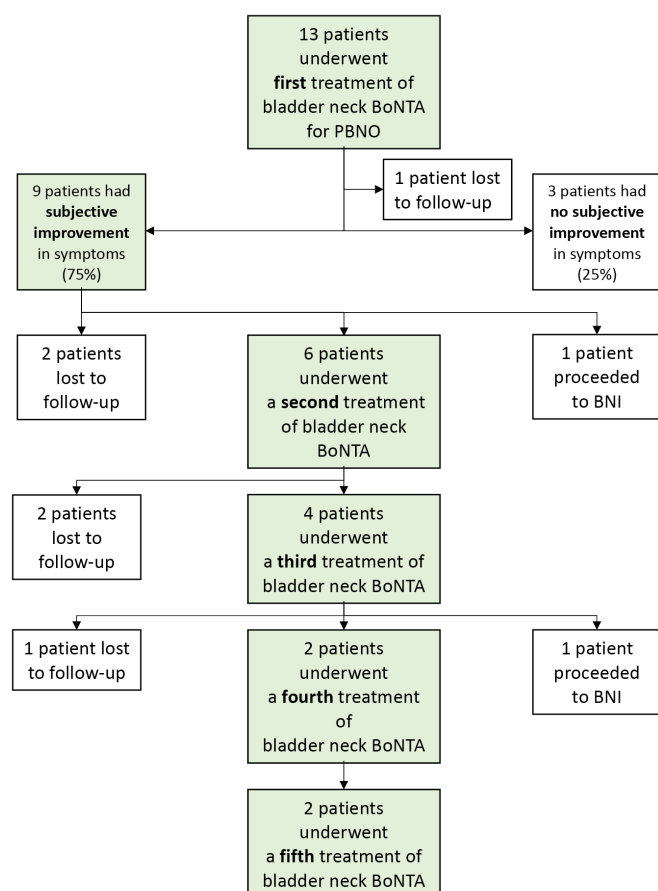 13 patients
underwent
first treatment of
bladder neck BoNTA
for PBNO
1 patient lost
to follow-up
9 patients had
subjective
improvement
in symptoms
(75%)
3 patients had
no subjective
improvement
in symptoms
(25%)
2 patients
lost to
follow-up
6 patients
underwent
a second treatment
of bladder neck
BoNTA
1 patient
proceeded
to BNI
2 patients
lost to
follow-up
4 patients
underwent
a third treatment of
bladder neck BoNTA
1 patient lost
to follow-up
2 patients
underwent
a fourth treatment
of
bladder neck BoNTA
1 patient
proceeded
to BNI
2 patients
underwent
a fifth treatment of
bladder neck BoNTA